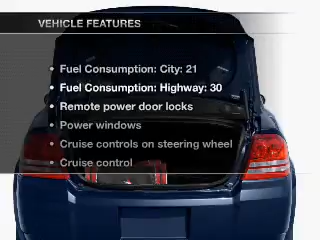 VEHICLE FEATURES
• Fuel Consumption: City: 21
• Fuel Consumption: Highway: 30
• Remote power door locks
• Power windows
• Cruise controls on steering wheel
• Cruise control